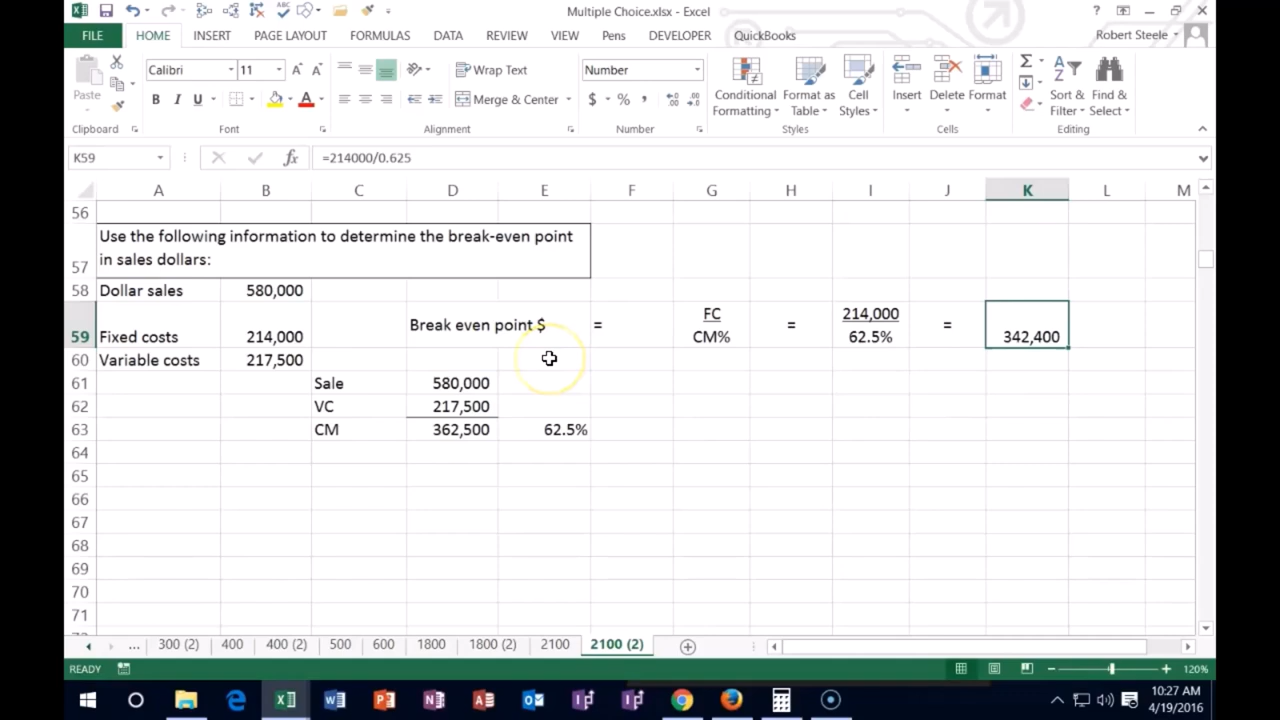 Multiple Choice.xlsx - Excel
FILE HOME INSERT PAGE LAYOUT FORMULAS DATA REVIEW VIEW Pens DEVELOPER QuickBooks Robert Steele
Paste
Calibri 11
B I U A
Wrap Text
Merge & Center
Number
$ % ,
Conditional Formatting
Format as Table
Cell Styles
Insert Delete Format
Sort & Filter
Find & Select
Clipboard Font Alignment Number Styles Cells Editing
K59 fx =214000/0.625
A B C D E F G H I J K L M
56
57 Use the following information to determine the break-even point
in sales dollars:
58 Dollar sales 580,000
59 Fixed costs 214,000 Break even point $ = FC = 214,000 = 342,400
CM% 62.5%
60 Variable costs 217,500
61 Sale 580,000
62 VC 217,500
63 CM 362,500 62.5%
64
65
66
67
68
69
70
71
... 300 (2) 400 400 (2) 500 600 1800 1800 (2) 2100 2100 (2)
READY 120%
10:27 AM
4/19/2016